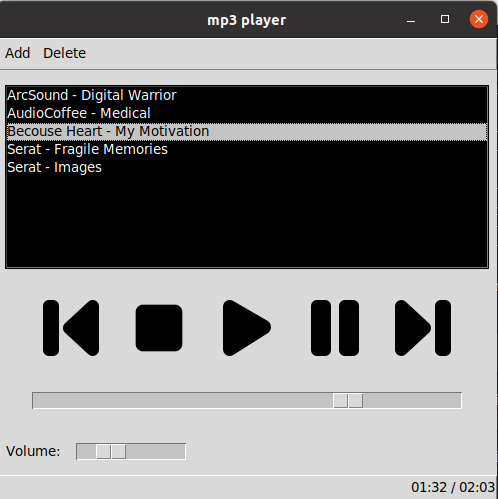 mp3 player
Add Delete
ArcSound - Digital Warrior
AudioCoffee - Medical
Becouse Heart - My Motivation
Serat - Fragile Memories
Serat - Images
Volume:
01:32 / 02:03